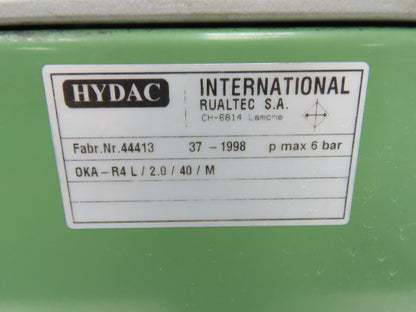 HYDAC
INTERNATIONAL
RUALTEC S.A.
CH-6814 Lamone
Fabr.Nr.44413 37 - 1998 p max 6 bar
OKA - R4 L / 2.0 / 40 / M